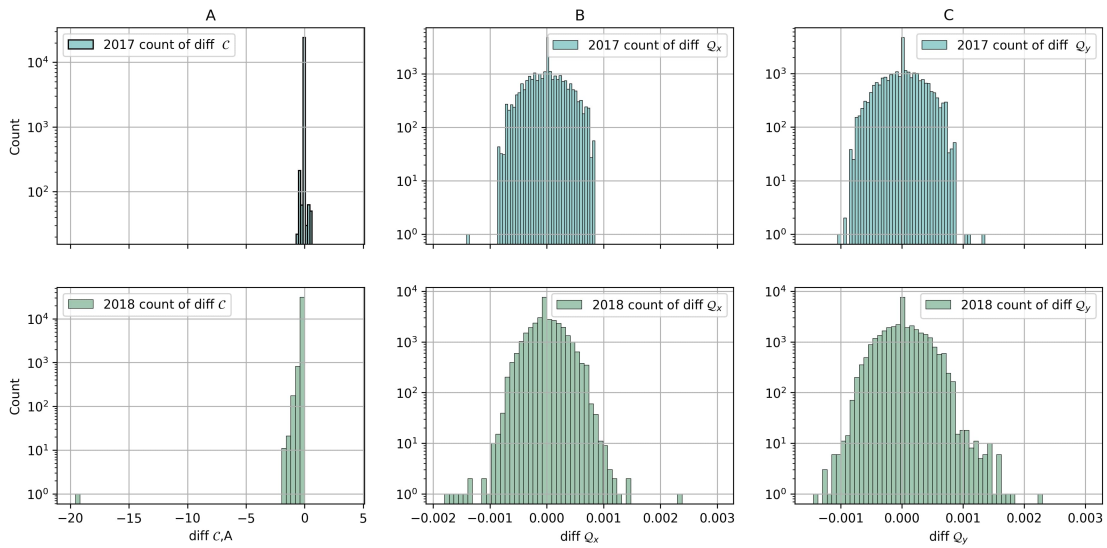 A
B
C
2017 count of diff 𝒞
2017 count of diff 𝒬ₓ
2017 count of diff 𝒬_y
Count
10⁴
10³
10²
10³
10²
10¹
10⁰
10³
10²
10¹
10⁰
2018 count of diff 𝒞
2018 count of diff 𝒬ₓ
2018 count of diff 𝒬_y
Count
10⁴
10³
10²
10¹
10⁰
10⁴
10³
10²
10¹
10⁰
10⁴
10³
10²
10¹
10⁰
−20 −15 −10 −5 0 5
−0.002 −0.001 0.000 0.001 0.002 0.003
−0.001 0.000 0.001 0.002 0.003
diff 𝒞,A
diff 𝒬ₓ
diff 𝒬_y